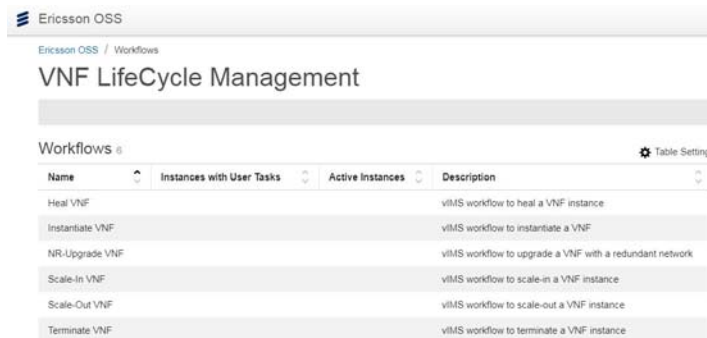 Ericsson OSS
Ericsson OSS / Workflows
VNF LifeCycle Management
Workflows 6
Table Setting
Name Instances with User Tasks Active Instances Description
Heal VNF vIMS workflow to heal a VNF instance
Instantiate VNF vIMS workflow to instantiate a VNF
NR-Upgrade VNF vIMS workflow to upgrade a VNF with a redundant network
Scale-In VNF vIMS workflow to scale-in a VNF instance
Scale-Out VNF vIMS workflow to scale-out a VNF instance
Terminate VNF vIMS workflow to terminate a VNF instance